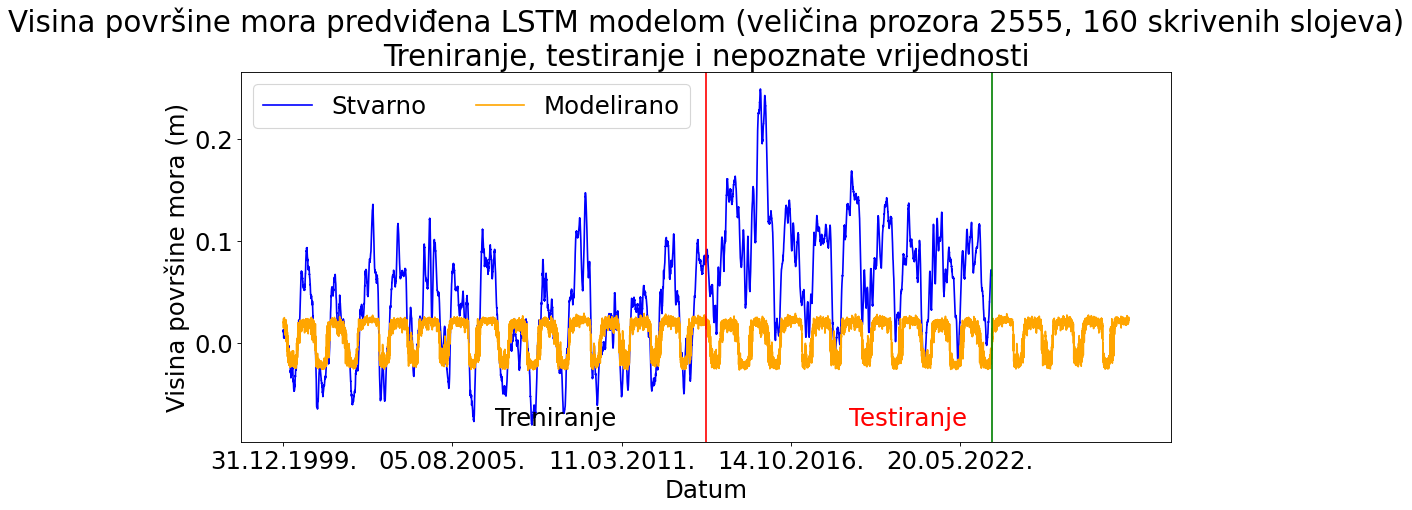 Visina površine mora predviđena LSTM modelom (veličina prozora 2555, 160 skrivenih slojeva)
Treniranje, testiranje i nepoznate vrijednosti
Stvarno
Modelirano
Visina površine mora (m)
0.2
0.1
0.0
Treniranje
Testiranje
31.12.1999.
05.08.2005.
11.03.2011.
14.10.2016.
20.05.2022.
Datum